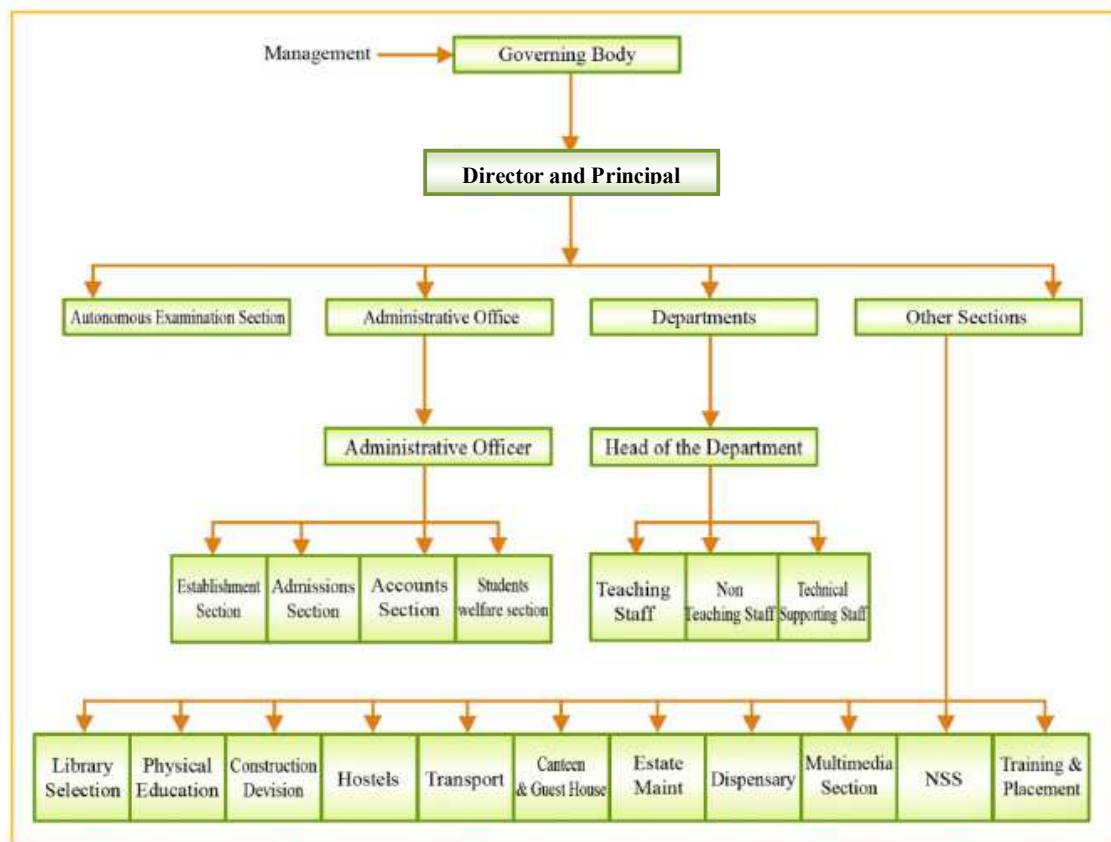 Management
Governing Body
Director and Principal
Autonomous Examination Section
Administrative Office
Departments
Other Sections
Administrative Officer
Head of the Department
Establishment
Section
Admissions
Section
Accounts
Section
Students
welfare section
Teaching
Staff
Non
Teaching Staff
Technical
Supporting Staff
Library
Selection
Physical
Education
Construction
Devision
Hostels
Transport
Canteen
& Guest House
Estate
Maint
Dispensary
Multimedia
Section
NSS
Training &
Placement